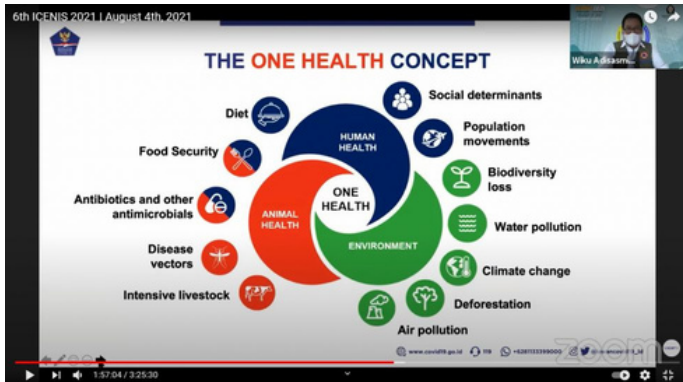 6th ICENIS 2021 | August 4th, 2021
Wiku Adisasmi...
THE ONE HEALTH CONCEPT
Diet
Food Security
Antibiotics and other
antimicrobials
Disease
vectors
Intensive livestock
HUMAN
HEALTH
ONE
HEALTH
ANIMAL
HEALTH
ENVIRONMENT
Social determinants
Population
movements
Biodiversity
loss
Water pollution
Climate change
Deforestation
Air pollution
www.covid19.go.id
119
+6281133399000
zoom
1:57:04 / 3:25:30